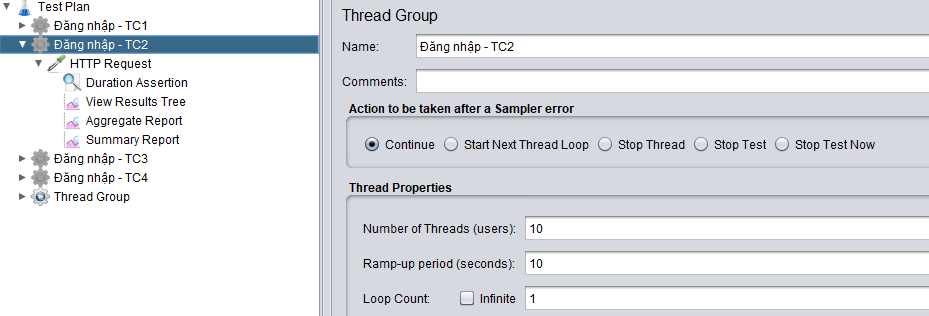 Test Plan
Đăng nhập - TC1
Đăng nhập - TC2
HTTP Request
Duration Assertion
View Results Tree
Aggregate Report
Summary Report
Đăng nhập - TC3
Đăng nhập - TC4
Thread Group
Thread Group
Name: Đăng nhập - TC2
Comments:
Action to be taken after a Sampler error
Continue Start Next Thread Loop Stop Thread Stop Test Stop Test Now
Thread Properties
Number of Threads (users): 10
Ramp-up period (seconds): 10
Loop Count: Infinite 1